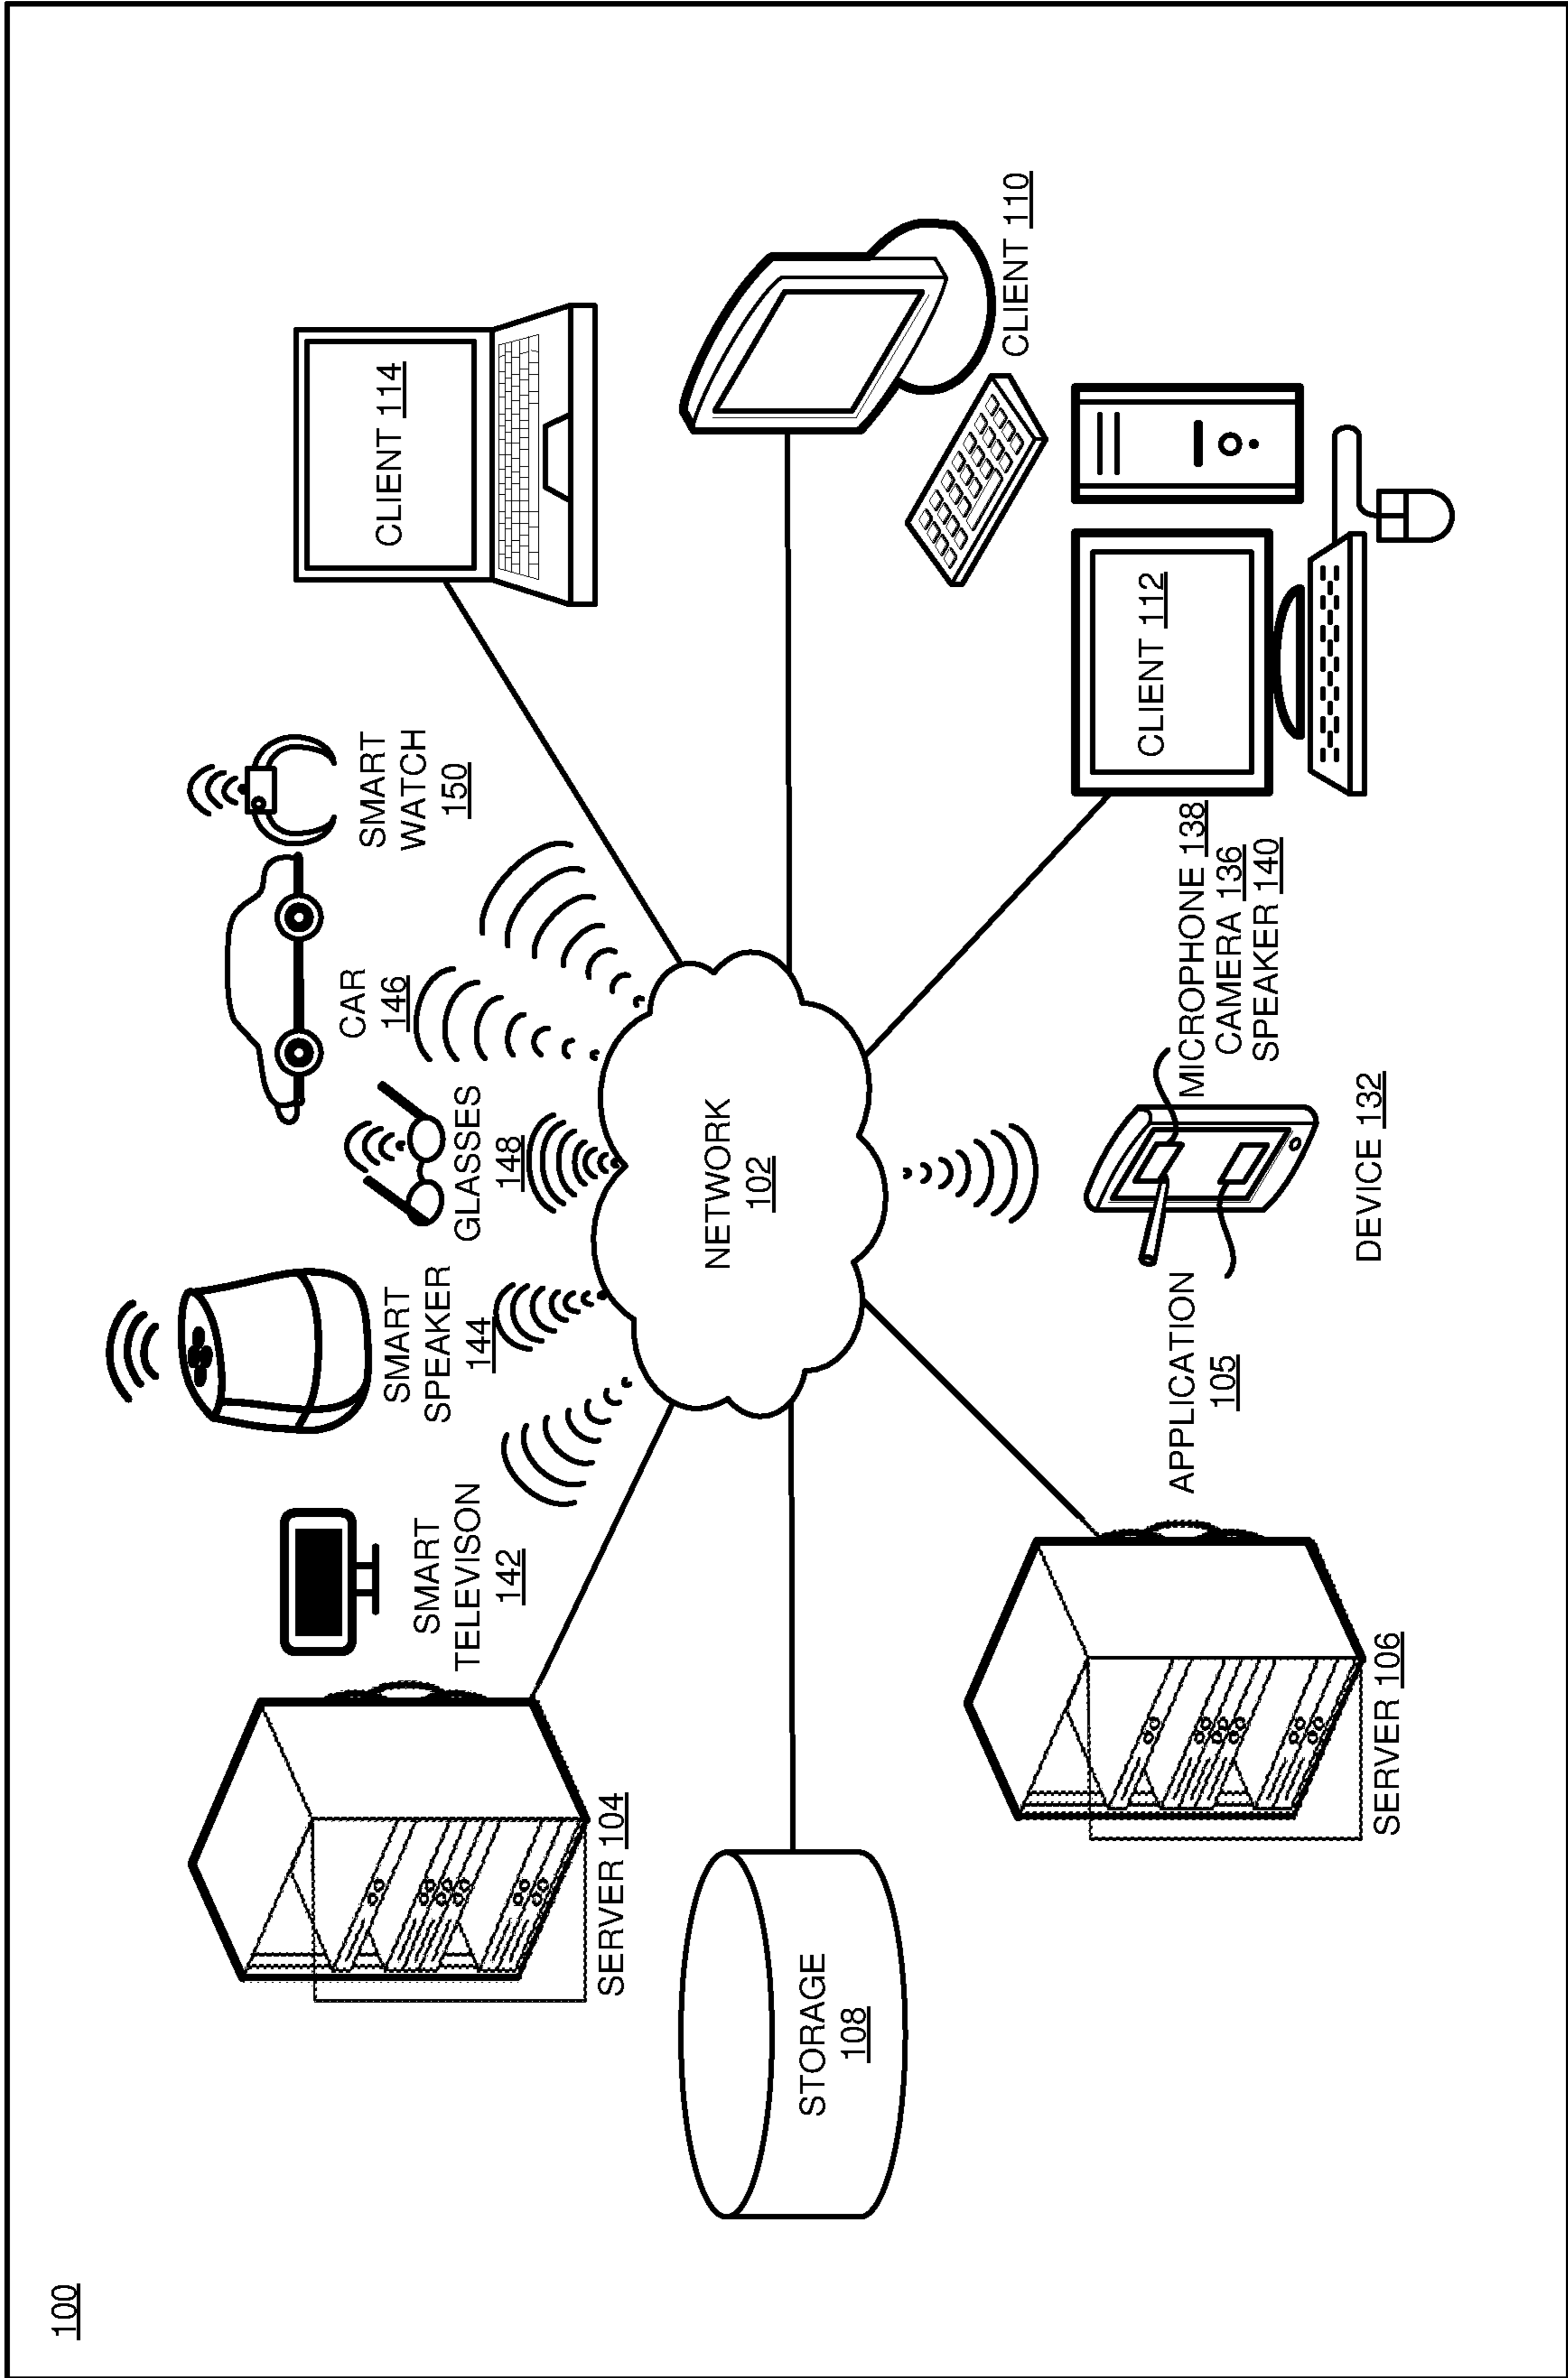 100
SERVER 104
SMART
TELEVISON
142
SMART
SPEAKER
144
GLASSES
148
CAR
146
SMART
WATCH
150
CLIENT 114
STORAGE
108
NETWORK
102
CLIENT 110
SERVER 106
APPLICATION
105
DEVICE 132
MICROPHONE 138
CAMERA 136
SPEAKER 140
CLIENT 112